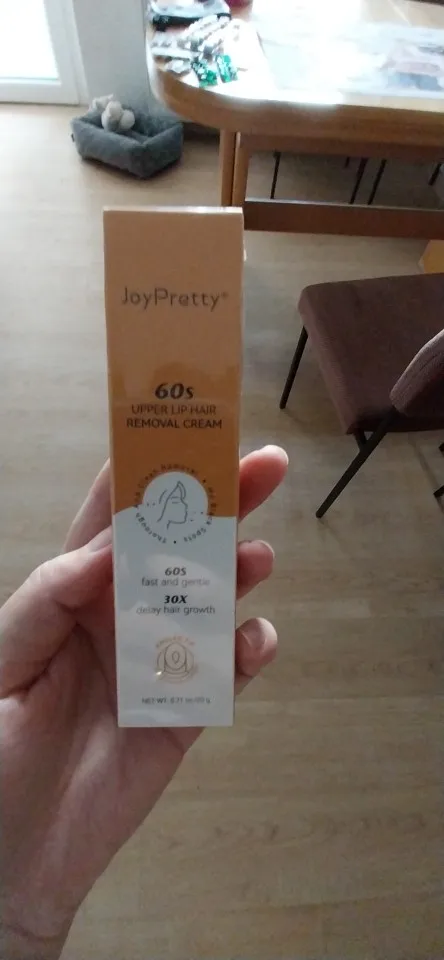 JoyPretty®
60s
UPPER LIP HAIR
REMOVAL CREAM
60S
fast and gentle
30X
delay hair growth